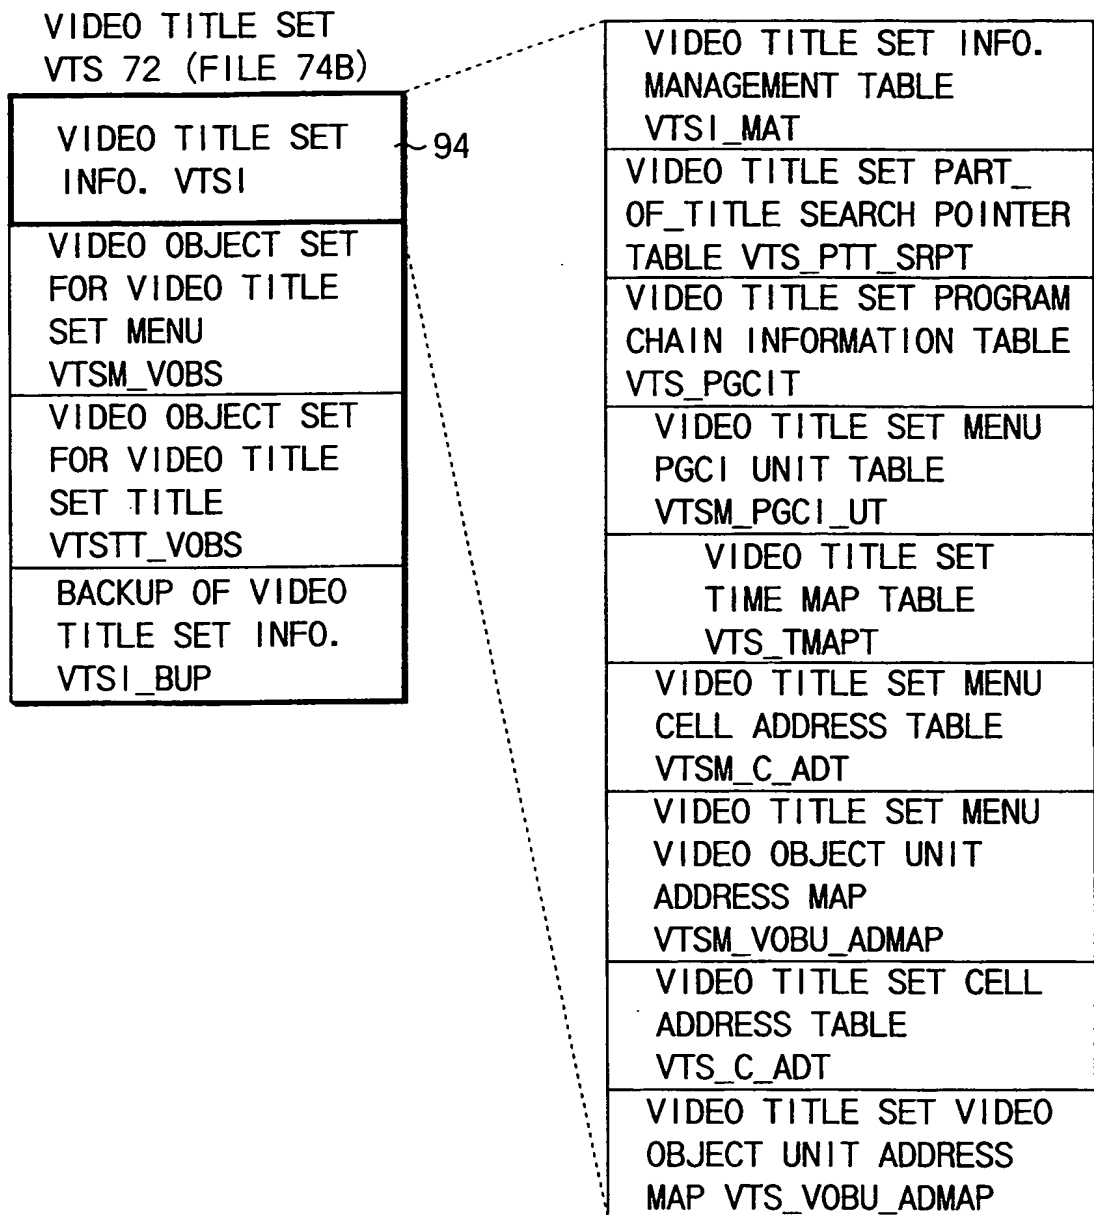 VIDEO TITLE SET
VTS 72 (FILE 74B)
VIDEO TITLE SET
INFO. VTSI
94
VIDEO OBJECT SET
FOR VIDEO TITLE
SET MENU
VTSM_VOBS
VIDEO OBJECT SET
FOR VIDEO TITLE
SET TITLE
VTSTT_VOBS
BACKUP OF VIDEO
TITLE SET INFO.
VTSI_BUP
VIDEO TITLE SET INFO.
MANAGEMENT TABLE
VTSI_MAT
VIDEO TITLE SET PART_
OF_TITLE SEARCH POINTER
TABLE VTS_PTT_SRPT
VIDEO TITLE SET PROGRAM
CHAIN INFORMATION TABLE
VTS_PGCIT
VIDEO TITLE SET MENU
PGCI UNIT TABLE
VTSM_PGCI_UT
VIDEO TITLE SET
TIME MAP TABLE
VTS_TMAPT
VIDEO TITLE SET MENU
CELL ADDRESS TABLE
VTSM_C_ADT
VIDEO TITLE SET MENU
VIDEO OBJECT UNIT
ADDRESS MAP
VTSM_VOBU_ADMAP
VIDEO TITLE SET CELL
ADDRESS TABLE
VTS_C_ADT
VIDEO TITLE SET VIDEO
OBJECT UNIT ADDRESS
MAP VTS_VOBU_ADMAP